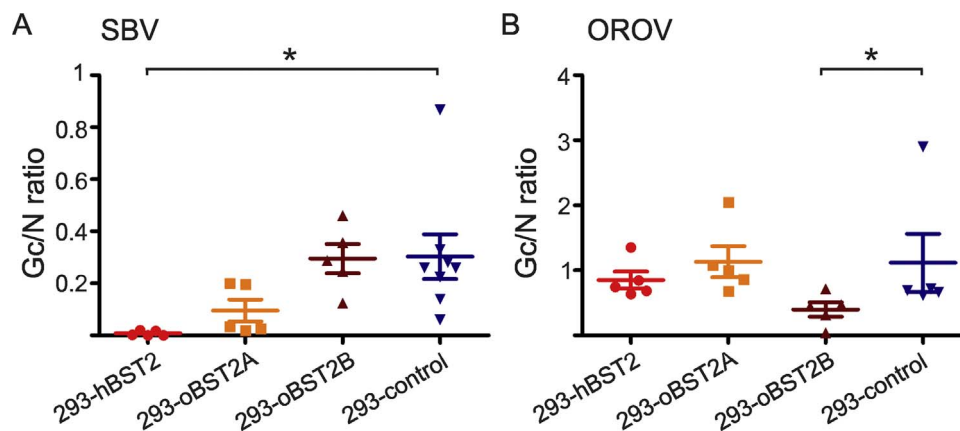 A SBV
*
Gc/N ratio
1
0.8
0.6
0.4
0.2
293-hBST2
293-oBST2A
293-oBST2B
293-control
B OROV
*
Gc/N ratio
4
3
2
1
293-hBST2
293-oBST2A
293-oBST2B
293-control